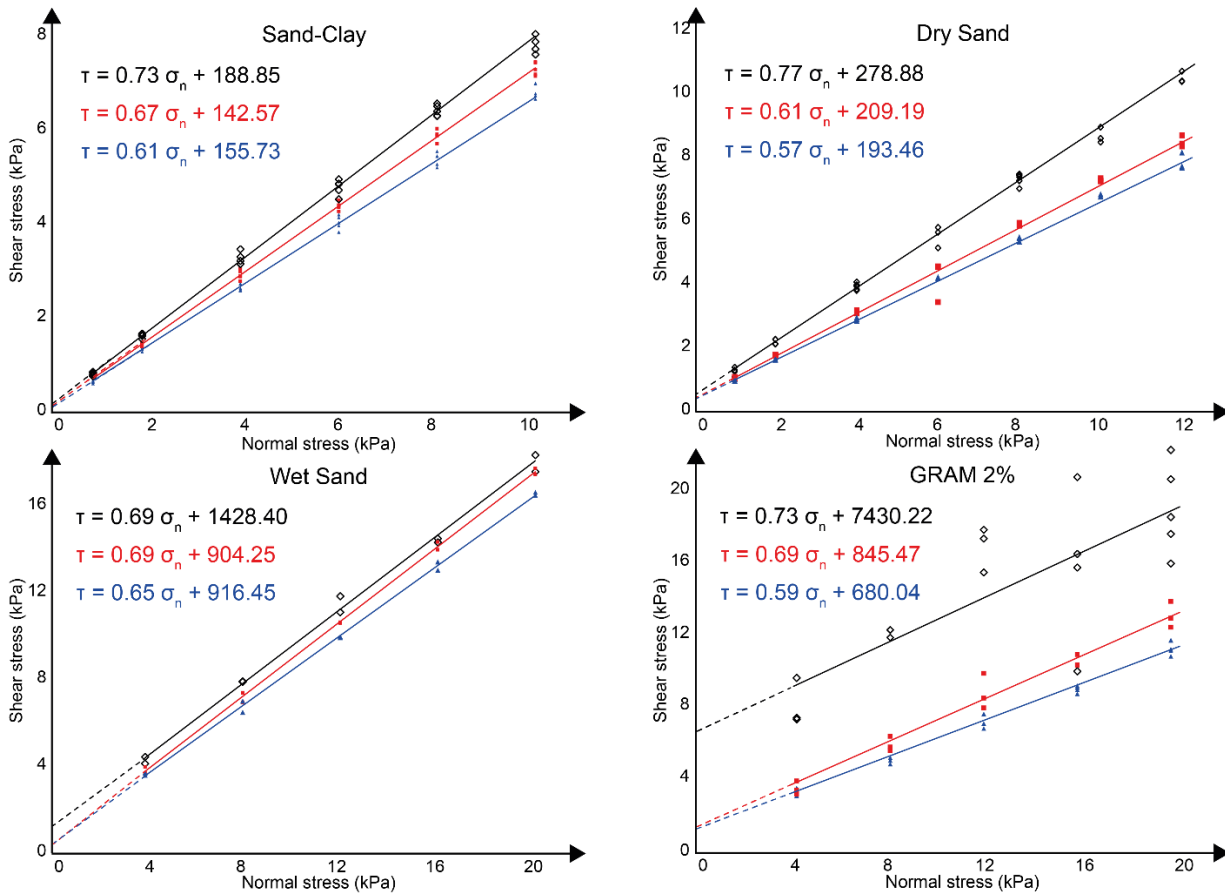 Sand-Clay
τ = 0.73 σn + 188.85
τ = 0.67 σn + 142.57
τ = 0.61 σn + 155.73
Shear stress (kPa)
8
6
4
2
0
0 2 4 6 8 10
Normal stress (kPa)
Dry Sand
τ = 0.77 σn + 278.88
τ = 0.61 σn + 209.19
τ = 0.57 σn + 193.46
Shear stress (kPa)
12
10
8
6
4
2
0
0 2 4 6 8 10 12
Normal stress (kPa)
Wet Sand
τ = 0.69 σn + 1428.40
τ = 0.69 σn + 904.25
τ = 0.65 σn + 916.45
Shear stress (kPa)
16
12
8
4
0
0 4 8 12 16 20
Normal stress (kPa)
GRAM 2%
τ = 0.73 σn + 7430.22
τ = 0.69 σn + 845.47
τ = 0.59 σn + 680.04
Shear stress (kPa)
20
16
12
8
4
0
0 4 8 12 16 20
Normal stress (kPa)